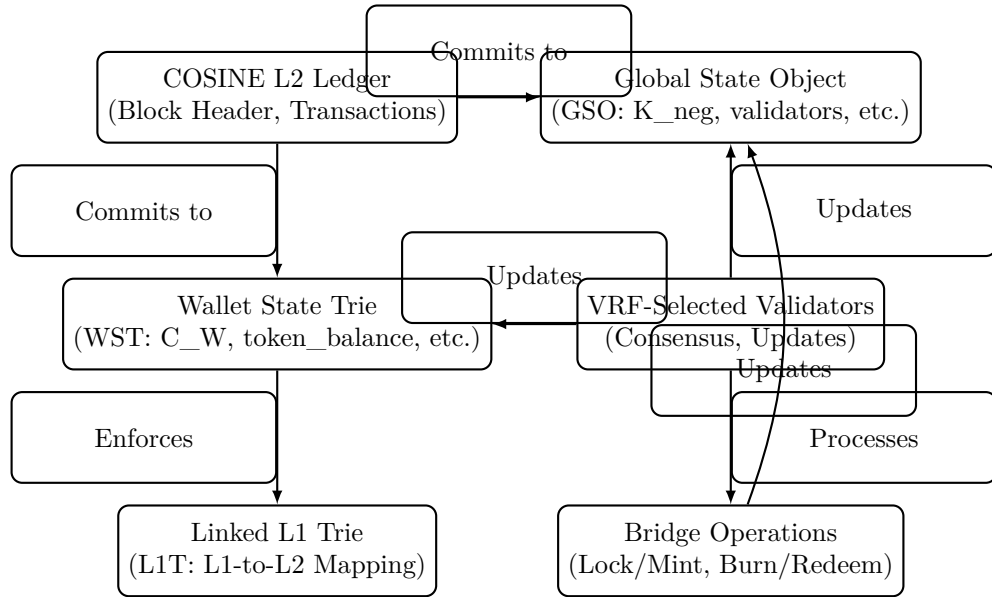 Commits to
COSINE L2 Ledger
(Block Header, Transactions)
Global State Object
(GSO: K_neg, validators, etc.)
Commits to
Updates
Updates
Wallet State Trie
(WST: C_W, token_balance, etc.)
VRF-Selected Validators
(Consensus, Updates)
Updates
Enforces
Processes
Linked L1 Trie
(L1T: L1-to-L2 Mapping)
Bridge Operations
(Lock/Mint, Burn/Redeem)